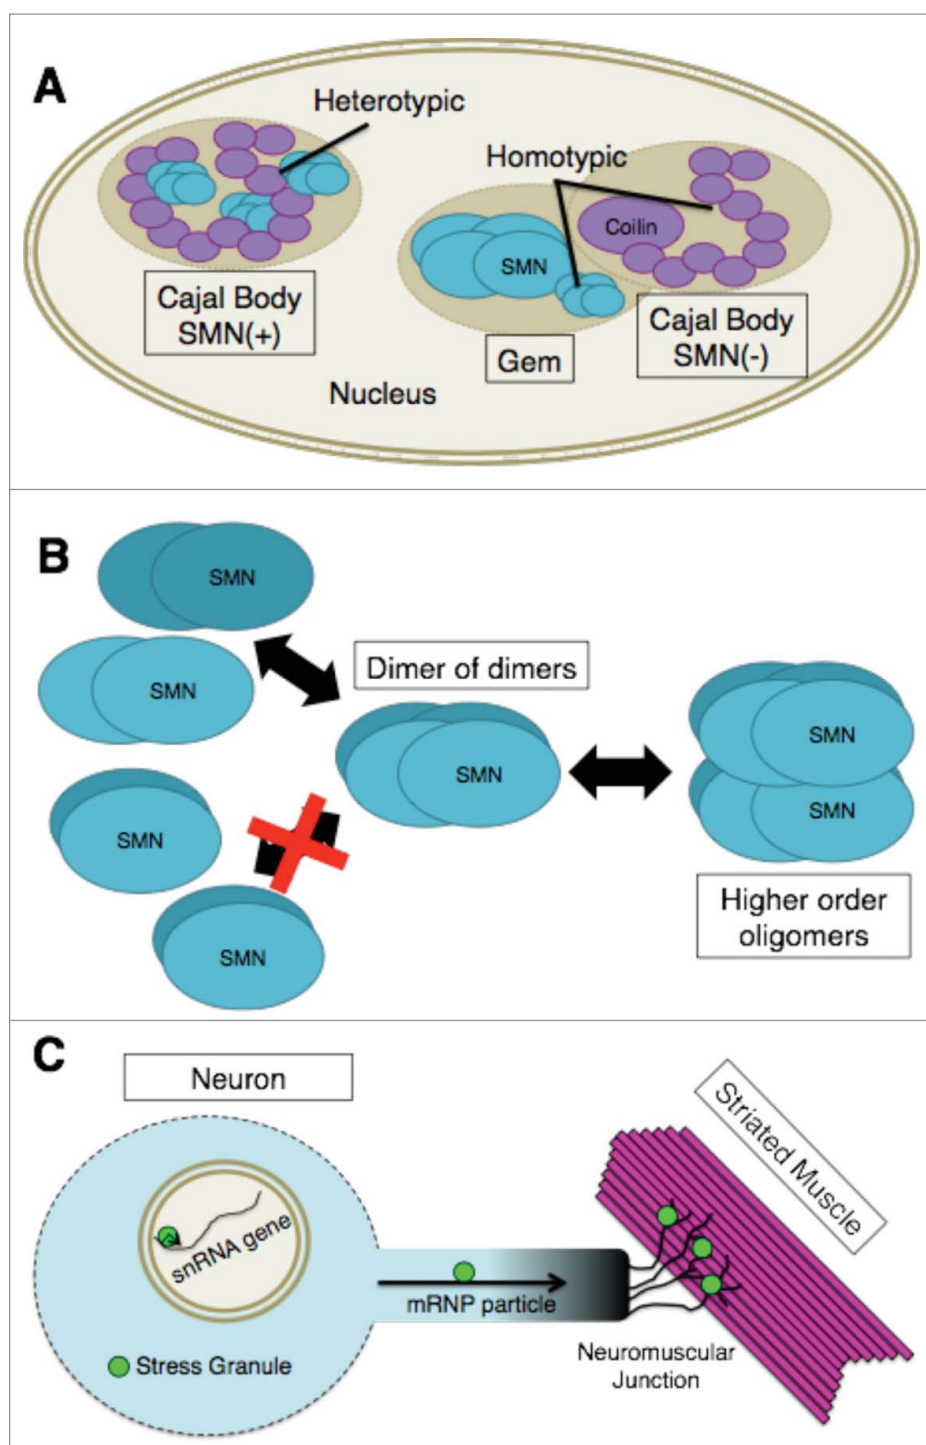 A
Heterotypic
Homotypic
Coilin
SMN
Cajal Body
SMN(+)
Cajal Body
SMN(-)
Gem
Nucleus
B
SMN
SMN
Dimer of dimers
SMN
SMN
SMN
SMN
SMN
Higher order
oligomers
C
Neuron
Striated Muscle
snRNA gene
mRNP particle
Stress Granule
Neuromuscular
Junction